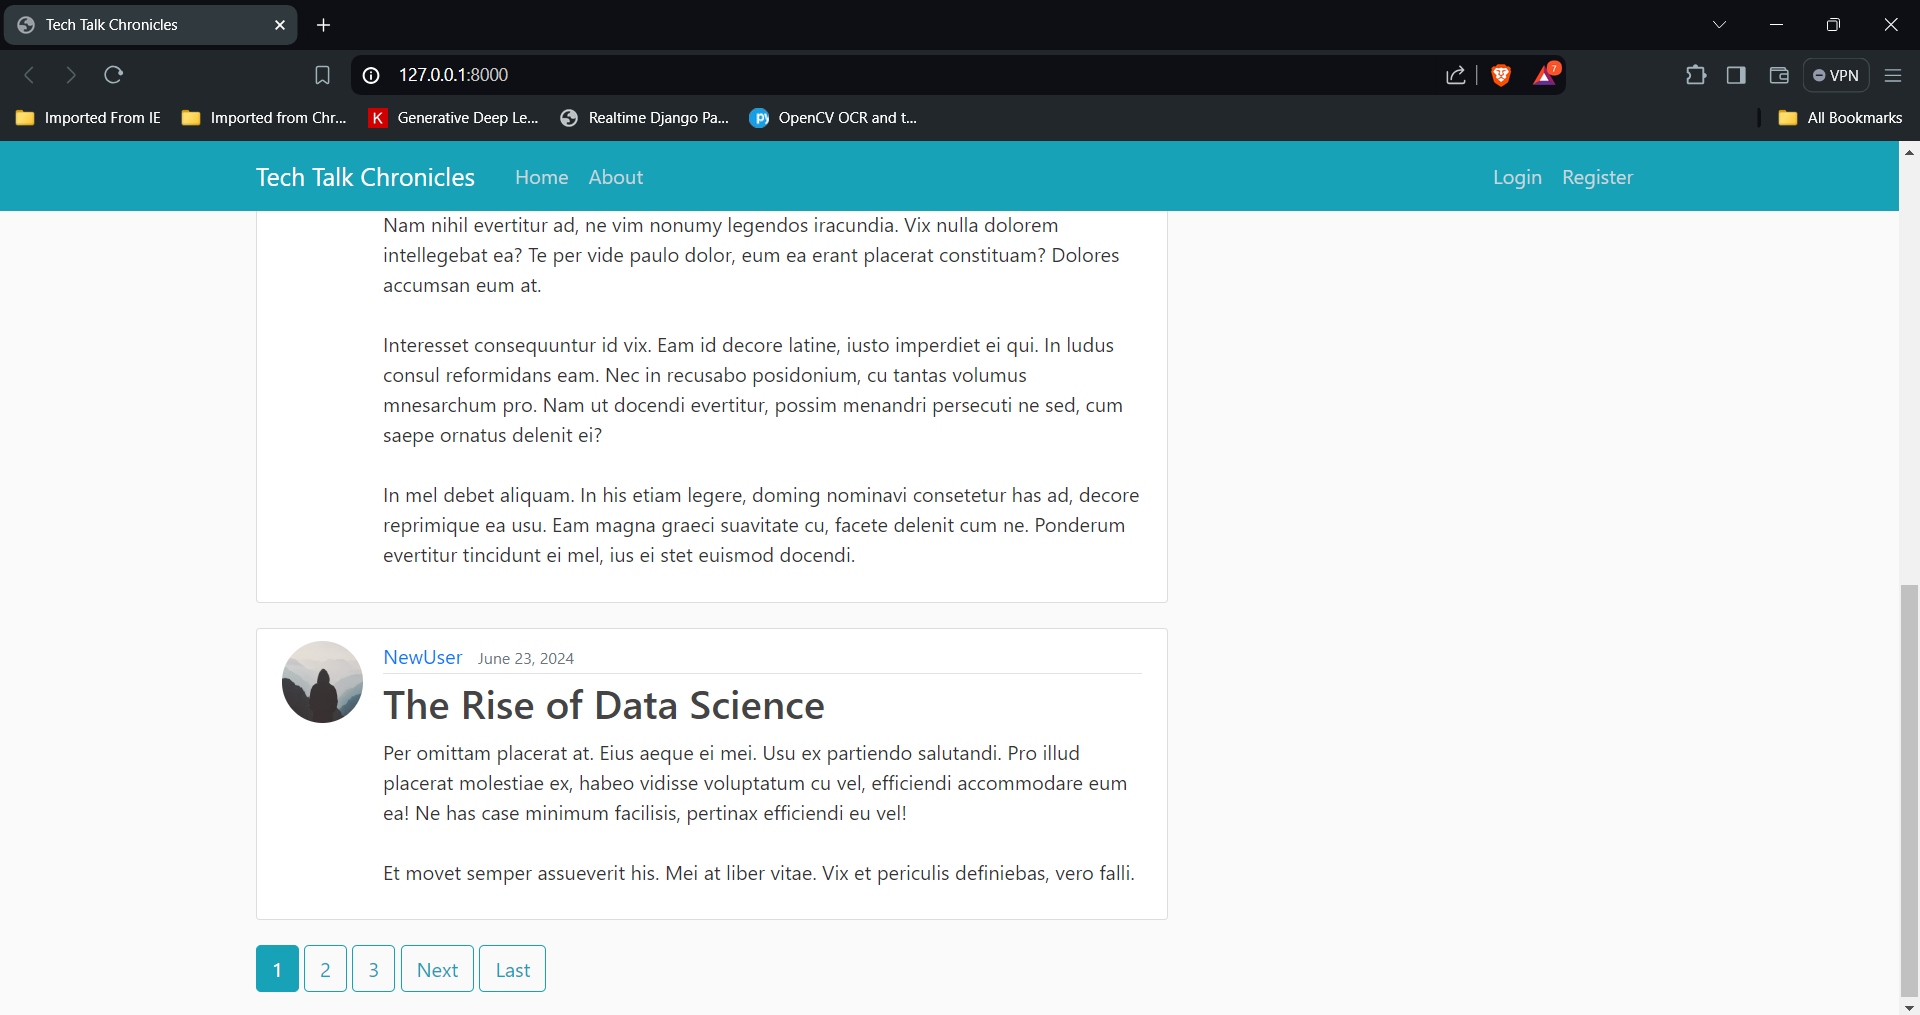 Tech Talk Chronicles
127.0.0.1:8000
7
VPN
Imported From IE
Imported from Chr...
K
Generative Deep Le...
Realtime Django Pa...
py
OpenCV OCR and t...
All Bookmarks
Tech Talk Chronicles
Home
About
Login
Register
Nam nihil evertitur ad, ne vim nonumy legendos iracundia. Vix nulla dolorem
intellegebat ea? Te per vide paulo dolor, eum ea erant placerat constituam? Dolores
accumsan eum at.
Interesset consequuntur id vix. Eam id decore latine, iusto imperdiet ei qui. In ludus
consul reformidans eam. Nec in recusabo posidonium, cu tantas volumus
mnesarchum pro. Nam ut docendi evertitur, possim menandri persecuti ne sed, cum
saepe ornatus delenit ei?
In mel debet aliquam. In his etiam legere, doming nominavi consetetur has ad, decore
reprimique ea usu. Eam magna graeci suavitate cu, facete delenit cum ne. Ponderum
evertitur tincidunt ei mel, ius ei stet euismod docendi.
NewUser June 23, 2024
The Rise of Data Science
Per omittam placerat at. Eius aeque ei mei. Usu ex partiendo salutandi. Pro illud
placerat molestiae ex, habeo vidisse voluptatum cu vel, efficiendi accommodare eum
ea! Ne has case minimum facilisis, pertinax efficiendi eu vel!
Et movet semper assueverit his. Mei at liber vitae. Vix et periculis definiebas, vero falli.
1 2 3 Next Last